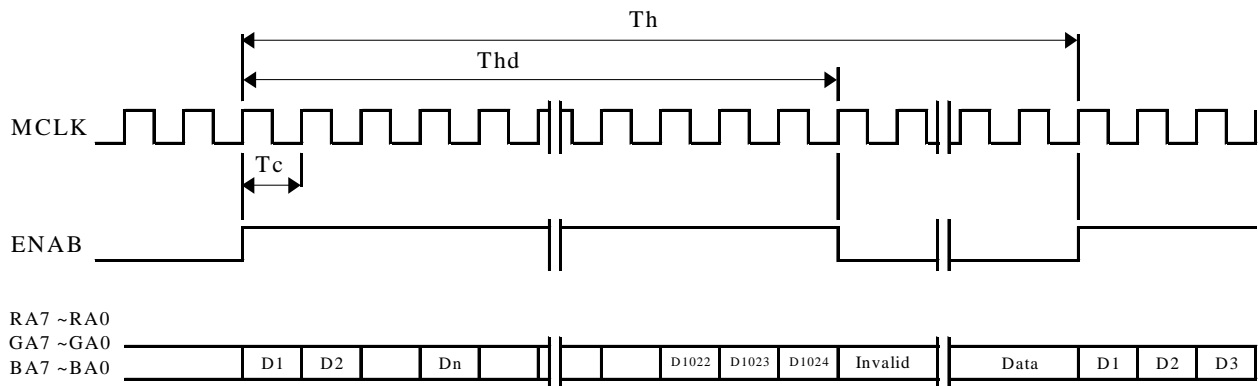 Th
Thd
MCLK
Tc
ENAB
RA7 ~RA0
GA7 ~GA0
BA7 ~BA0
D1 D2 Dn D1022 D1023 D1024 Invalid Data D1 D2 D3